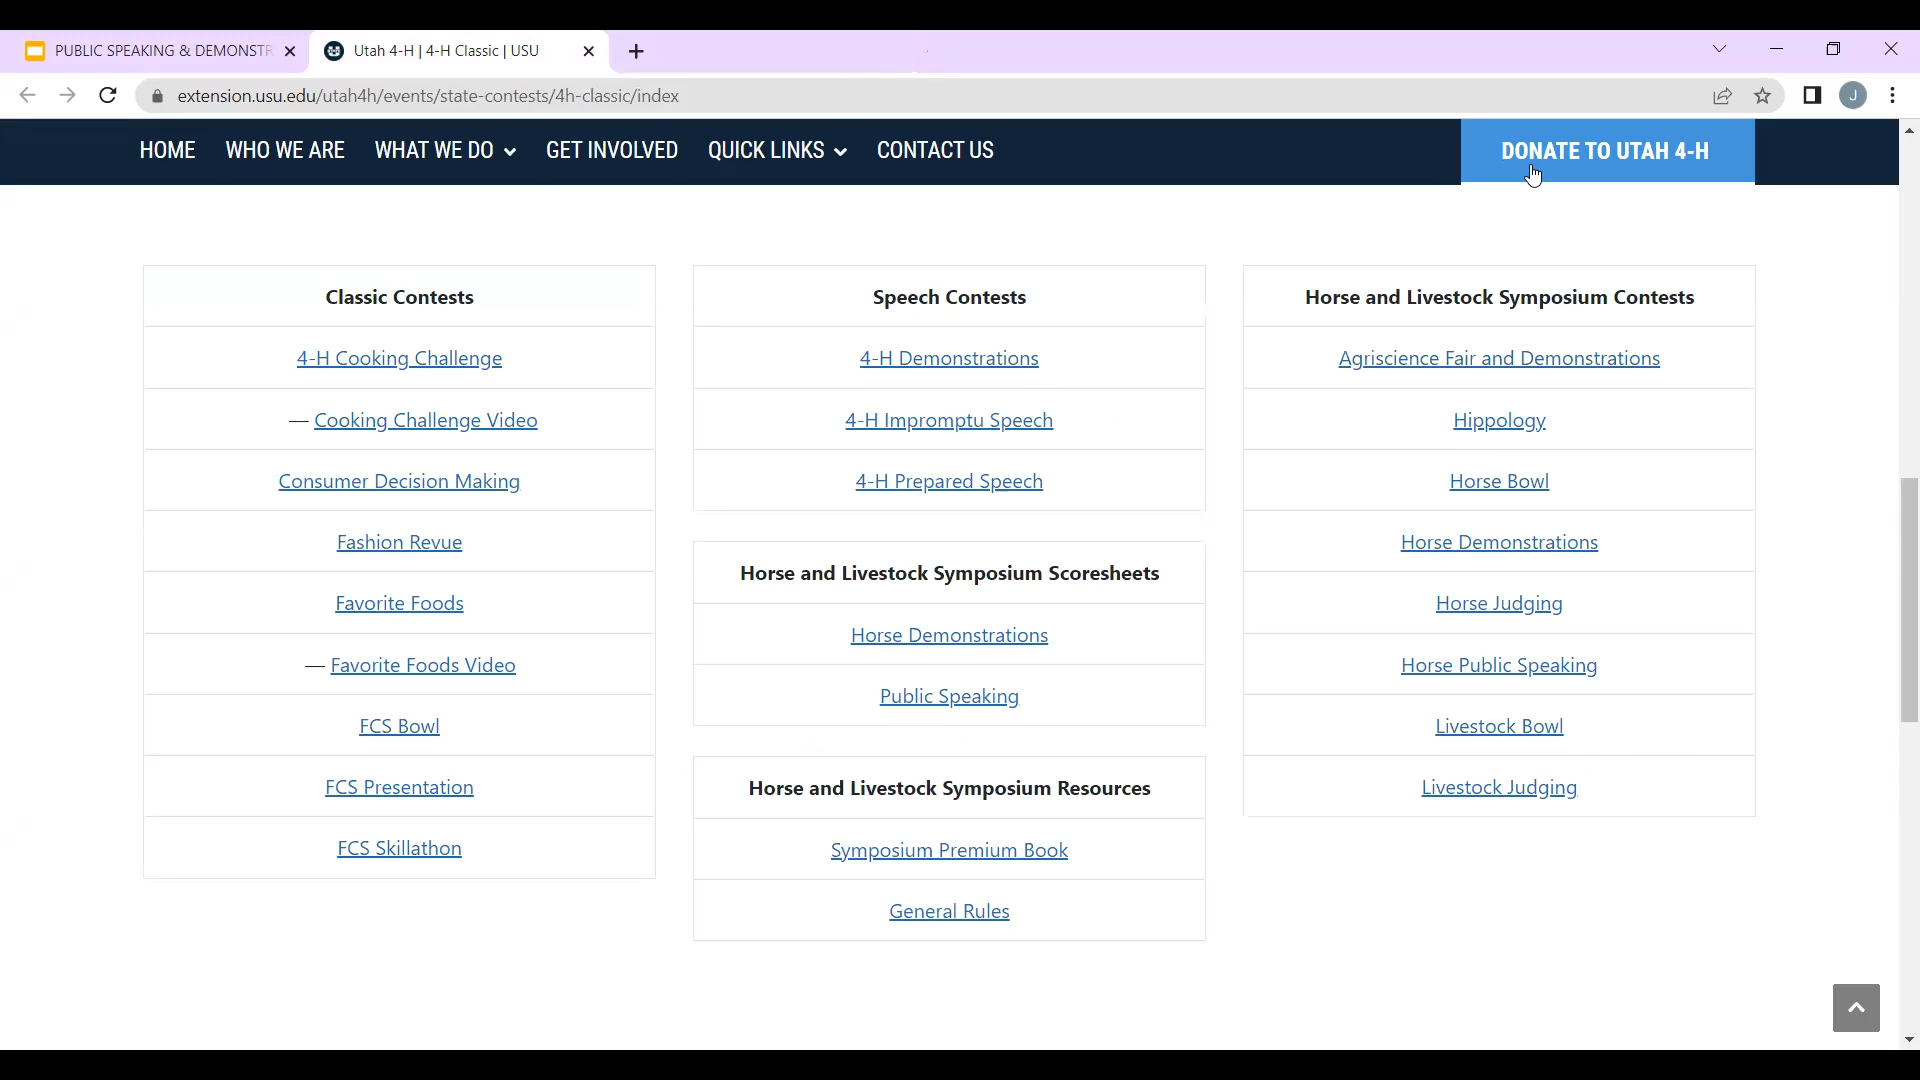 PUBLIC SPEAKING & DEMONSTR
Utah 4-H | 4-H Classic | USU
extension.usu.edu/utah4h/events/state-contests/4h-classic/index
J
HOME WHO WE ARE WHAT WE DO GET INVOLVED QUICK LINKS CONTACT US
DONATE TO UTAH 4-H
Classic Contests
4-H Cooking Challenge
— Cooking Challenge Video
Consumer Decision Making
Fashion Revue
Favorite Foods
— Favorite Foods Video
FCS Bowl
FCS Presentation
FCS Skillathon
Speech Contests
4-H Demonstrations
4-H Impromptu Speech
4-H Prepared Speech
Horse and Livestock Symposium Scoresheets
Horse Demonstrations
Public Speaking
Horse and Livestock Symposium Resources
Symposium Premium Book
General Rules
Horse and Livestock Symposium Contests
Agriscience Fair and Demonstrations
Hippology
Horse Bowl
Horse Demonstrations
Horse Judging
Horse Public Speaking
Livestock Bowl
Livestock Judging